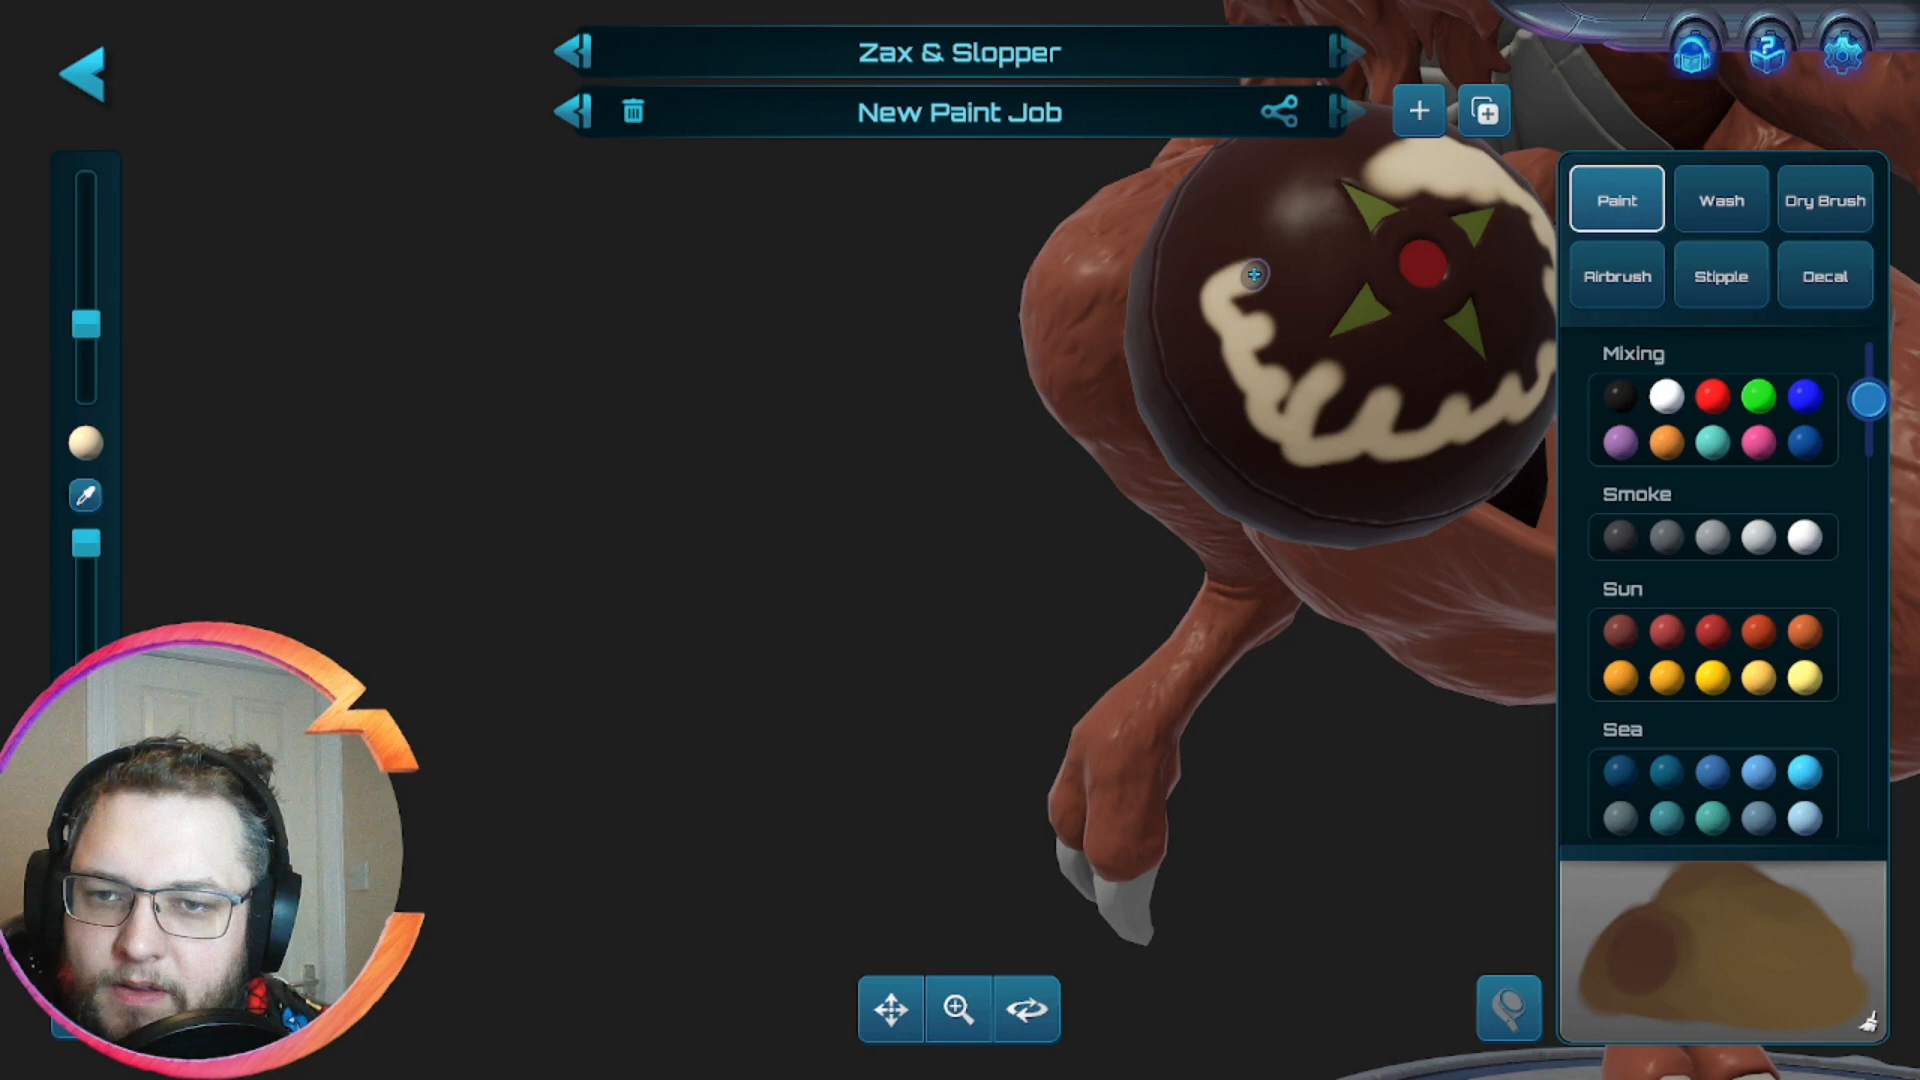 Zax & Slopper
New Paint Job
Paint
Wash
Dry Brush
Airbrush
Stipple
Decal
Mixing
Smoke
Sun
Sea